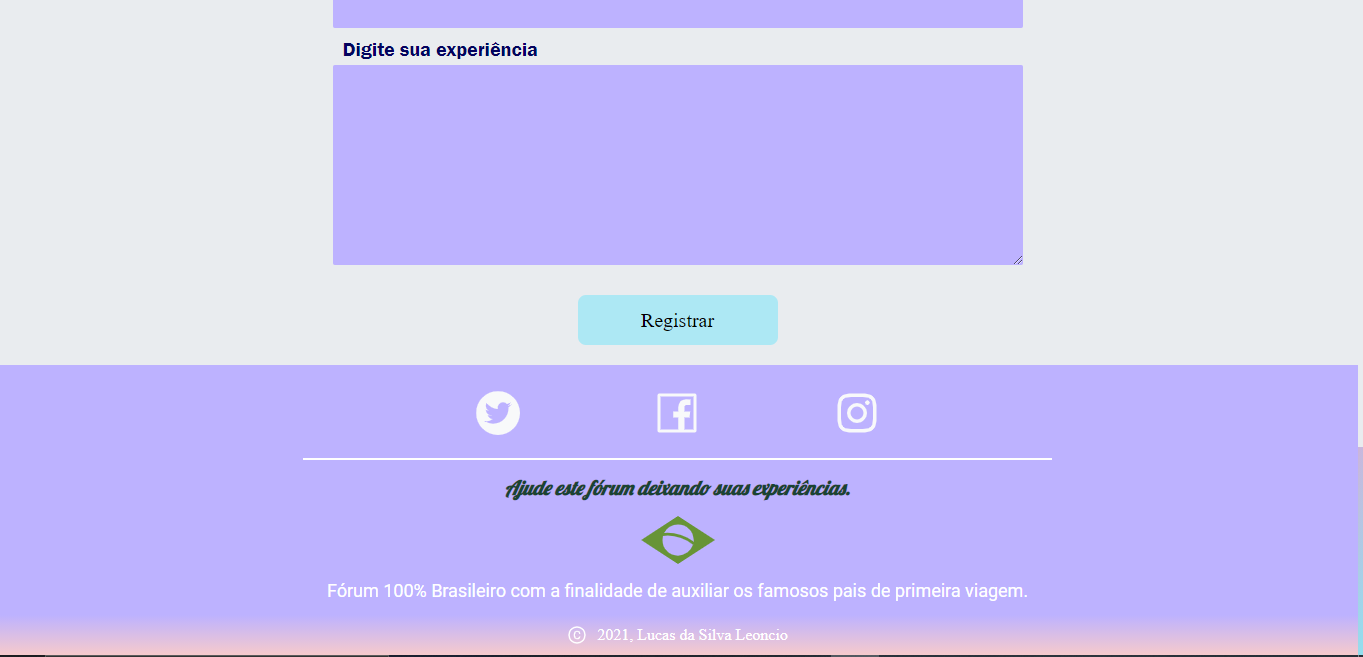 Digite sua experiência
Registrar
Ajude este fórum deixando suas experiências.
Fórum 100% Brasileiro com a finalidade de auxiliar os famosos pais de primeira viagem.
© 2021, Lucas da Silva Leoncio